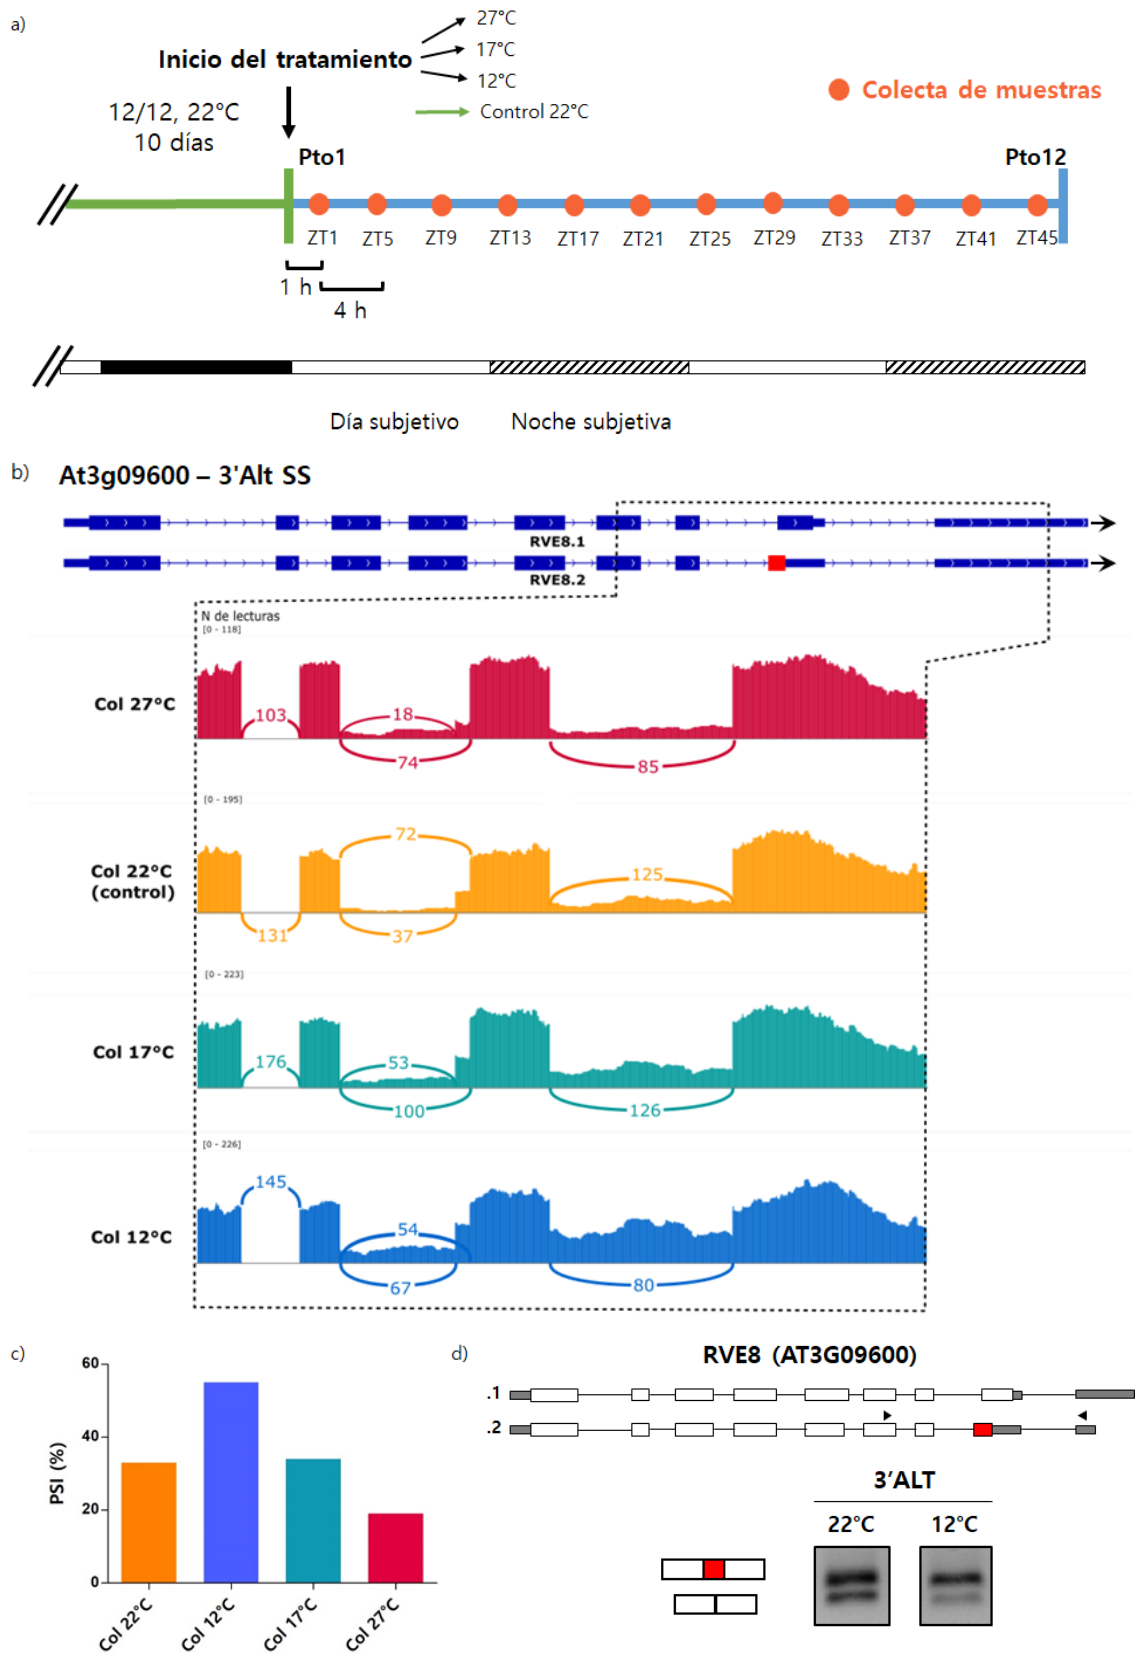 a)
27°C
Inicio del tratamiento
17°C
12°C
Control 22°C
Colecta de muestras
12/12, 22°C
10 días
Pto1
Pto12
ZT1 ZT5 ZT9 ZT13 ZT17 ZT21 ZT25 ZT29 ZT33 ZT37 ZT41 ZT45
1 h
4 h
Día subjetivo Noche subjetiva
b) At3g09600 – 3'Alt SS
RVE8.1
RVE8.2
N de lecturas
[0 - 118]
Col 27°C
103 18
74 85
[0 - 195]
Col 22°C
(control)
72 125
131 37
[0 - 223]
Col 17°C
176 53
100 126
[0 - 226]
Col 12°C
145 54
67 80
c)
PSI (%)
60
40
20
0
Col 22°C Col 12°C Col 17°C Col 27°C
d)
RVE8 (AT3G09600)
.1
.2
3'ALT
22°C 12°C